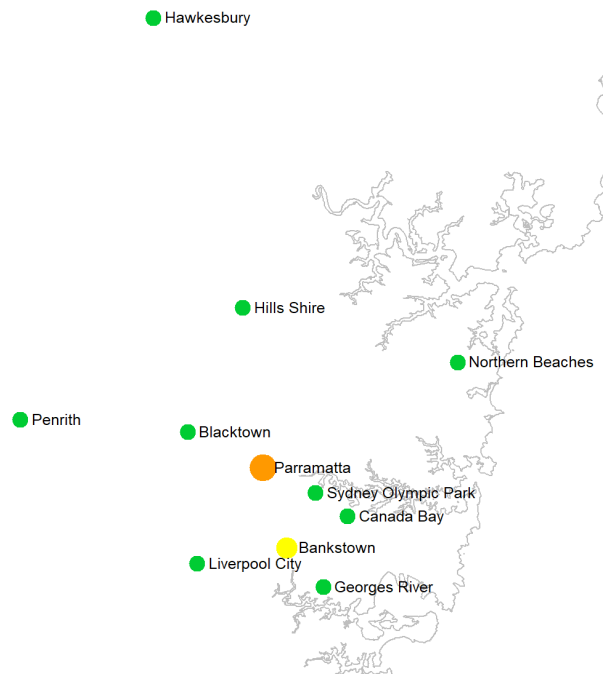 Hawkesbury
Hills Shire
Northern Beaches
Penrith
Blacktown
Parramatta
Sydney Olympic Park
Canada Bay
Bankstown
Liverpool City
Georges River